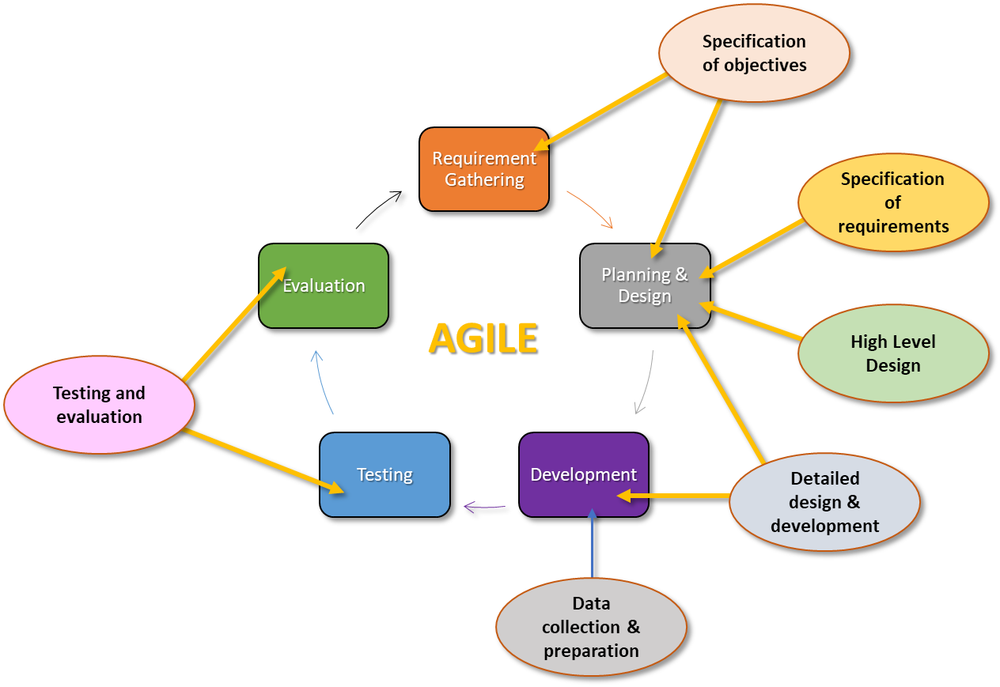 Specification
of objectives
Requirement
Gathering
Specification
of
requirements
Planning &
Design
Evaluation
AGILE
High Level
Design
Testing and
evaluation
Testing
Development
Detailed
design &
development
Data
collection &
preparation